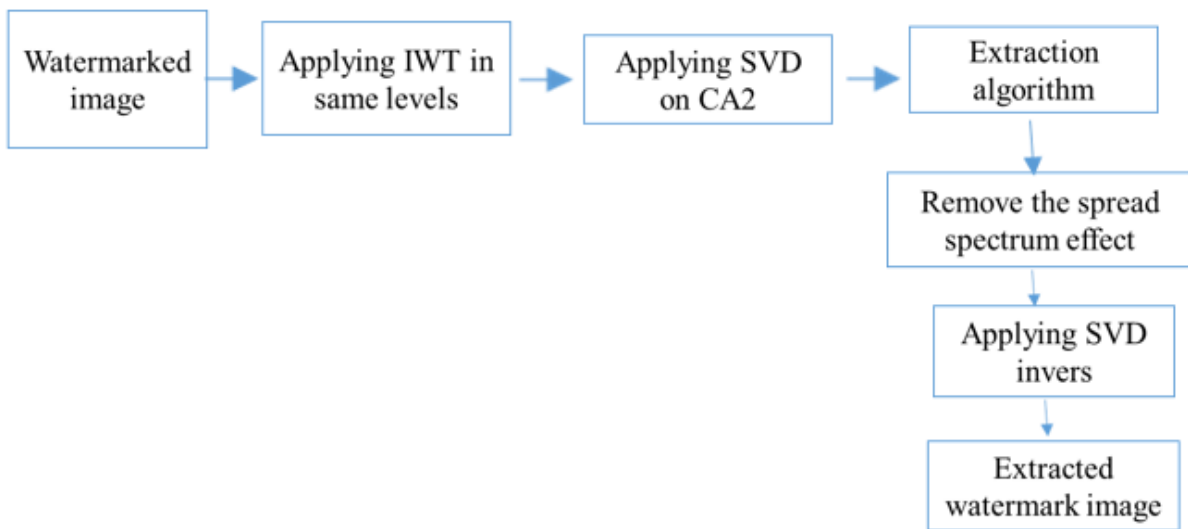 Watermarked
image
Applying IWT in
same levels
Applying SVD
on CA2
Extraction
algorithm
Remove the spread
spectrum effect
Applying SVD
invers
Extracted
watermark image